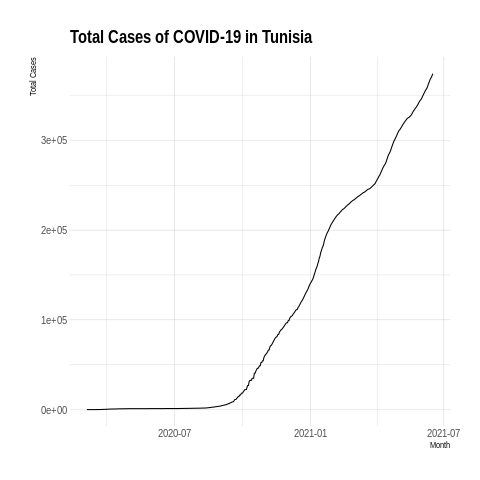 Total Cases of COVID-19 in Tunisia
Total Cases
3e+05
2e+05
1e+05
0e+00
2020-07
2021-01
2021-07
Month